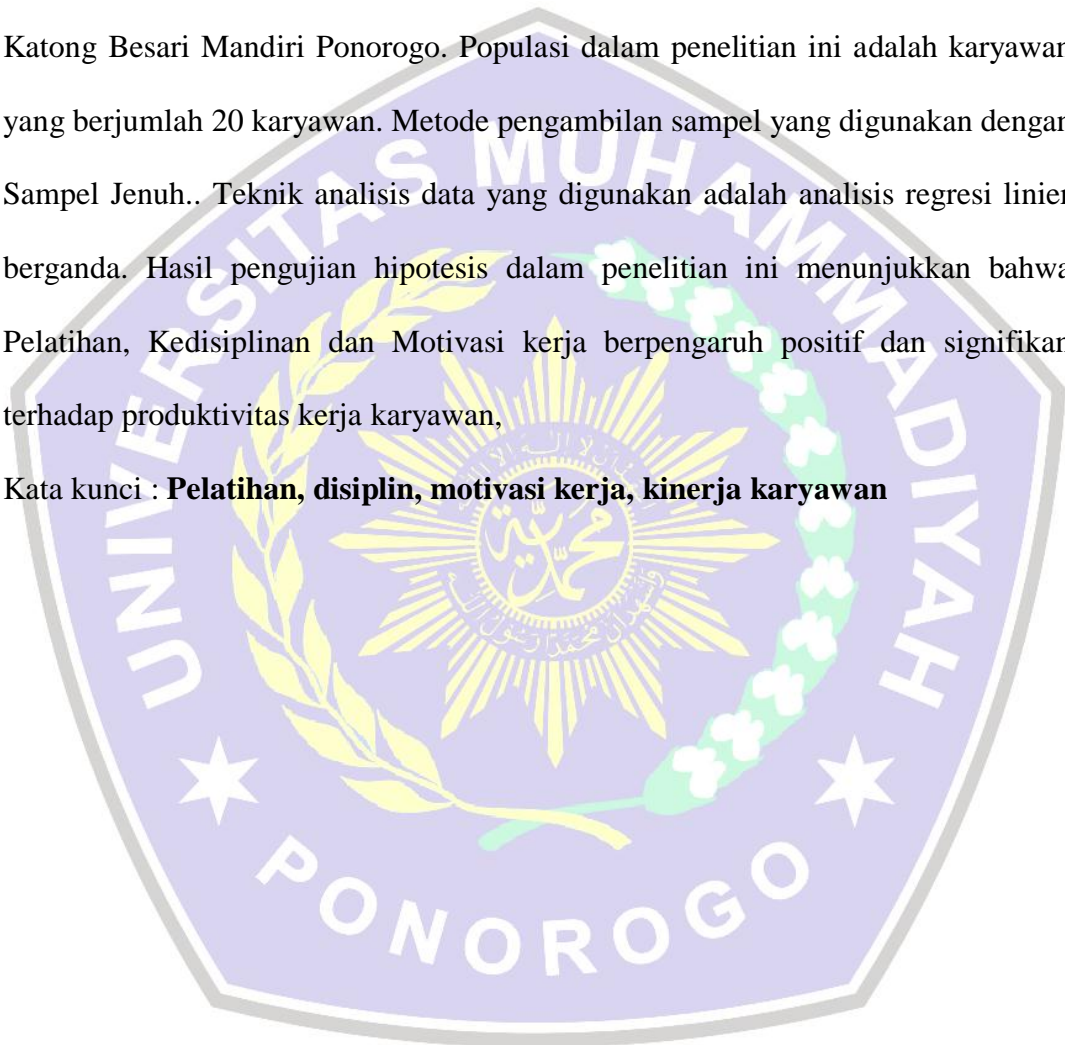 Katong Besari Mandiri Ponorogo. Populasi dalam penelitian ini adalah karyawan
yang berjumlah 20 karyawan. Metode pengambilan sampel yang digunakan dengan
Sampel Jenuh.. Teknik analisis data yang digunakan adalah analisis regresi linier
berganda. Hasil pengujian hipotesis dalam penelitian ini menunjukkan bahwa
Pelatihan, Kedisiplinan dan Motivasi kerja berpengaruh positif dan signifikan
terhadap produktivitas kerja karyawan,
Kata kunci : Pelatihan, disiplin, motivasi kerja, kinerja karyawan
UNIVERSITAS MUHAMMADIYAH
PONOROGO